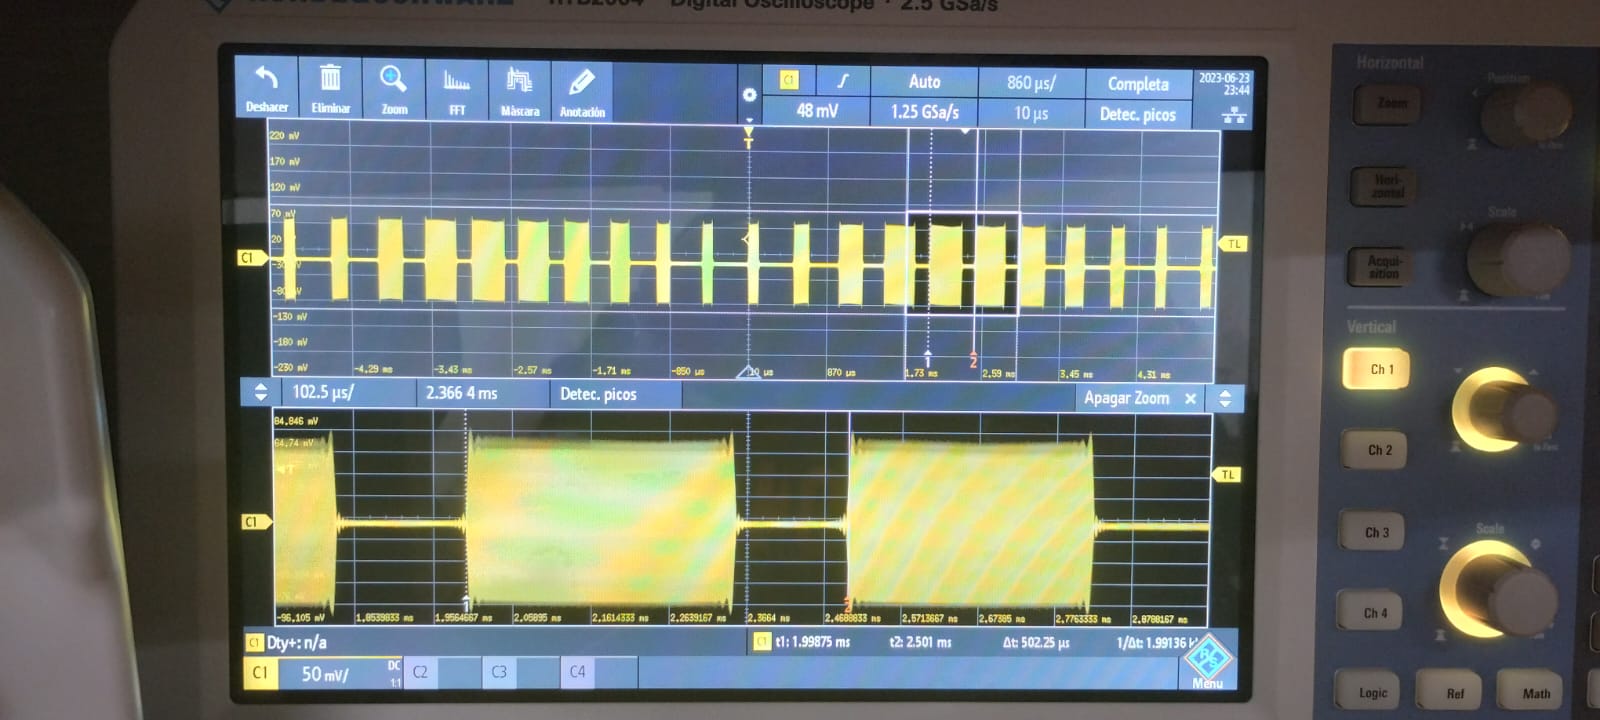 RTB2004 Digital Oscilloscope · 2.5 GSa/s
Deshacer Eliminar Zoom FFT Máscara Anotación
C1 Auto 860 µs/ Completa 2023-06-23
23:44
48 mV 1.25 GSa/s 10 µs Detec. picos
T
220 mV
170 mV
120 mV
70 mV
20
C1 TL
-130 mV
-180 mV
1 2
-230 mV -4.29 ms -3.43 ms -2.57 ms -1.71 ms -850 µs 10 µs 870 µs 1.73 ms 2.59 ms 3.45 ms 4.31 ms
102.5 µs/ 2.366 4 ms Detec. picos Apagar Zoom ×
84.846 mV
64.74 mV
TL
C1
1 2
-96.105 mV 1.8539833 ms 1.9564667 ms 2.05895 ms 2.1614333 ms 2.2639167 ms 2.3664 ms 2.4688833 ms 2.5713667 ms 2.67385 ms 2.7763333 ms 2.8788167 ms
C1 Dty+: n/a C1 t1: 1.99875 ms t2: 2.501 ms Δt: 502.25 µs 1/Δt: 1.99136
C1 50 mV/ DC
1:1
C2 C3 C4
R&S
Menu
Horizontal
Position
Zoom
Hori-
zontal
Scale
Acqui-
sition
Vertical
Ch 1
Ch 2
Ch 3
Scale
Ch 4
Logic Ref Math